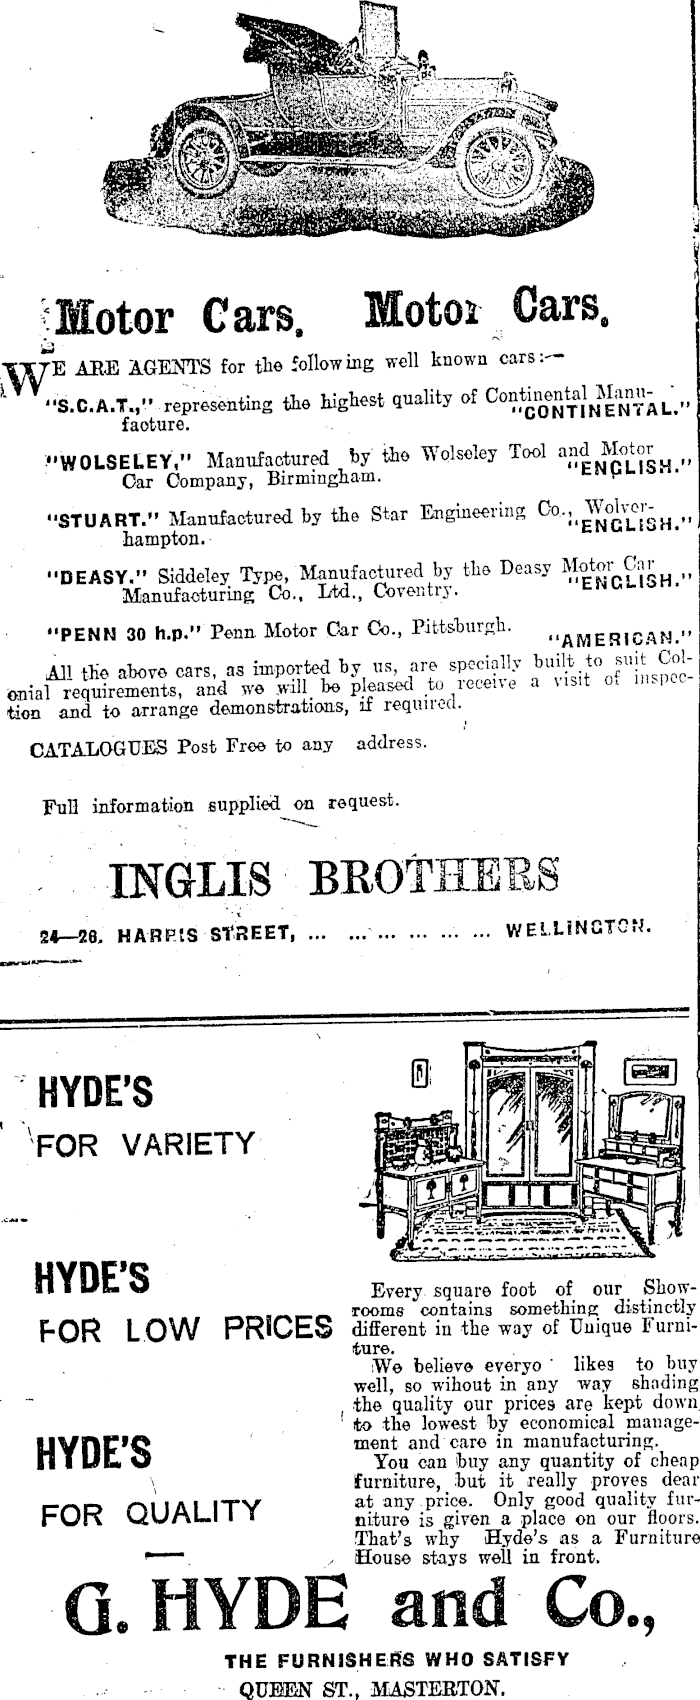 Motor Cars. Motor Cars.
WE ARE AGENTS for the following well known cars:—
"S.C.A.T.," representing the highest quality of Continental Manu-
facture. "CONTINENTAL."
"WOLSELEY," Manufactured by the Wolseley Tool and Motor
Car Company, Birmingham. "ENGLISH."
"STUART." Manufactured by the Star Engineering Co., Wolver-
hampton. "ENGLISH."
"DEASY." Siddeley Type, Manufactured by the Deasy Motor Car
Manufacturing Co., Ltd., Coventry. "ENGLISH."
"PENN 30 h.p." Penn Motor Car Co., Pittsburgh.
"AMERICAN."
All the above cars, as imported by us, are specially built to suit Col-
onial requirements, and we will be pleased to receive a visit of inspec-
tion and to arrange demonstrations, if required.
CATALOGUES Post Free to any address.
Full information supplied on request.
INGLIS BROTHERS
24—26. HARRIS STREET, ... ... ... ... ... ... WELLINGTON.
HYDE'S
FOR VARIETY
HYDE'S
FOR LOW PRICES
HYDE'S
FOR QUALITY
Every square foot of our Show-
rooms contains something distinctly
different in the way of Unique Furni-
ture.
We believe everyo likes to buy
well, so wihout in any way shading
the quality our prices are kept down
to the lowest by economical manage-
ment and care in manufacturing.
You can buy any quantity of cheap
furniture, but it really proves dear
at any price. Only good quality fur-
niture is given a place on our floors.
That's why Hyde's as a Furniture
House stays well in front.
G. HYDE and Co.,
THE FURNISHERS WHO SATISFY
QUEEN ST., MASTERTON.